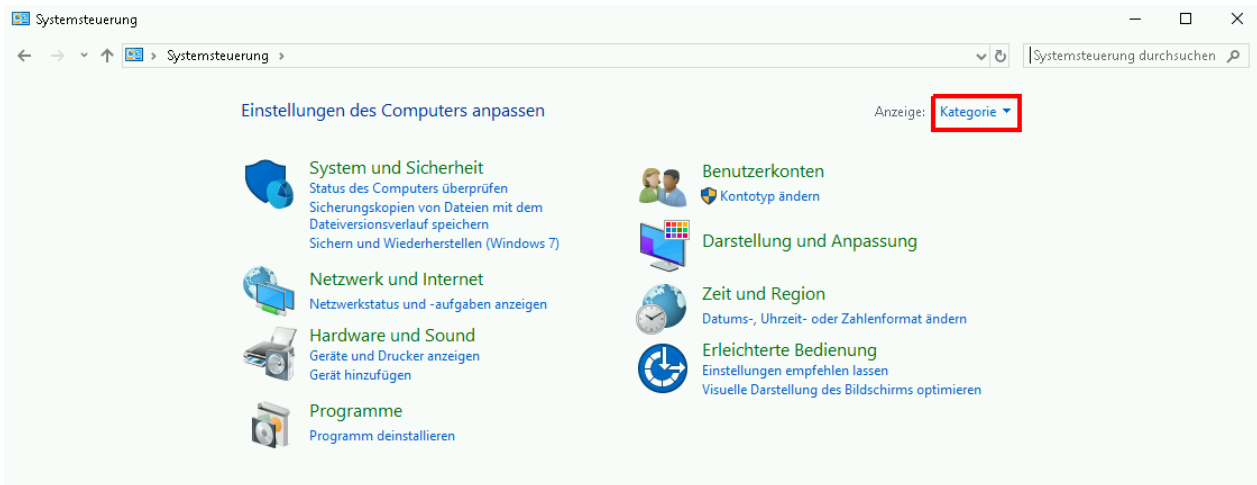 Systemsteuerung
Systemsteuerung
Systemsteuerung durchsuchen
Einstellungen des Computers anpassen
Anzeige: Kategorie
System und Sicherheit
Status des Computers überprüfen
Sicherungskopien von Dateien mit dem
Dateiversionsverlauf speichern
Sichern und Wiederherstellen (Windows 7)
Netzwerk und Internet
Netzwerkstatus und -aufgaben anzeigen
Hardware und Sound
Geräte und Drucker anzeigen
Gerät hinzufügen
Programme
Programm deinstallieren
Benutzerkonten
Kontotyp ändern
Darstellung und Anpassung
Zeit und Region
Datums-, Uhrzeit- oder Zahlenformat ändern
Erleichterte Bedienung
Einstellungen empfehlen lassen
Visuelle Darstellung des Bildschirms optimieren